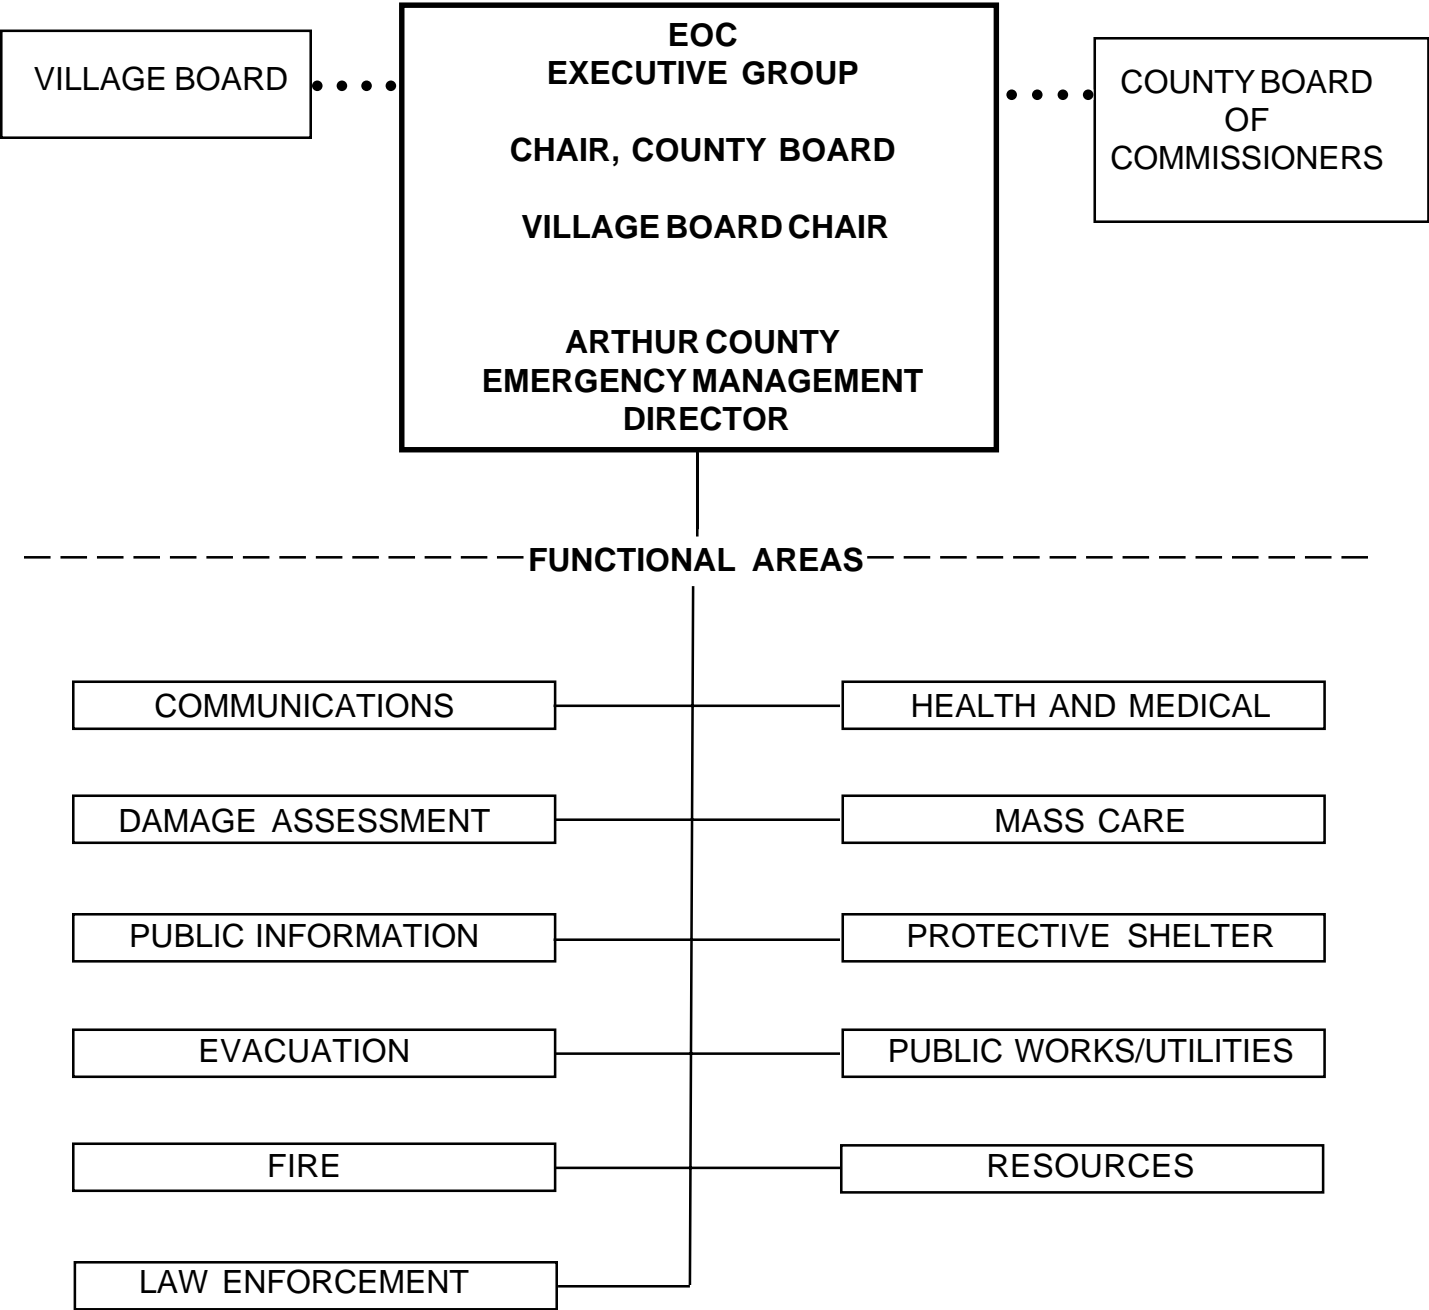 VILLAGE BOARD
EOC
EXECUTIVE GROUP
CHAIR, COUNTY BOARD
VILLAGE BOARD CHAIR
ARTHUR COUNTY
EMERGENCY MANAGEMENT
DIRECTOR
COUNTY BOARD
OF
COMMISSIONERS
FUNCTIONAL AREAS
COMMUNICATIONS
HEALTH AND MEDICAL
DAMAGE ASSESSMENT
MASS CARE
PUBLIC INFORMATION
PROTECTIVE SHELTER
EVACUATION
PUBLIC WORKS/UTILITIES
FIRE
RESOURCES
LAW ENFORCEMENT